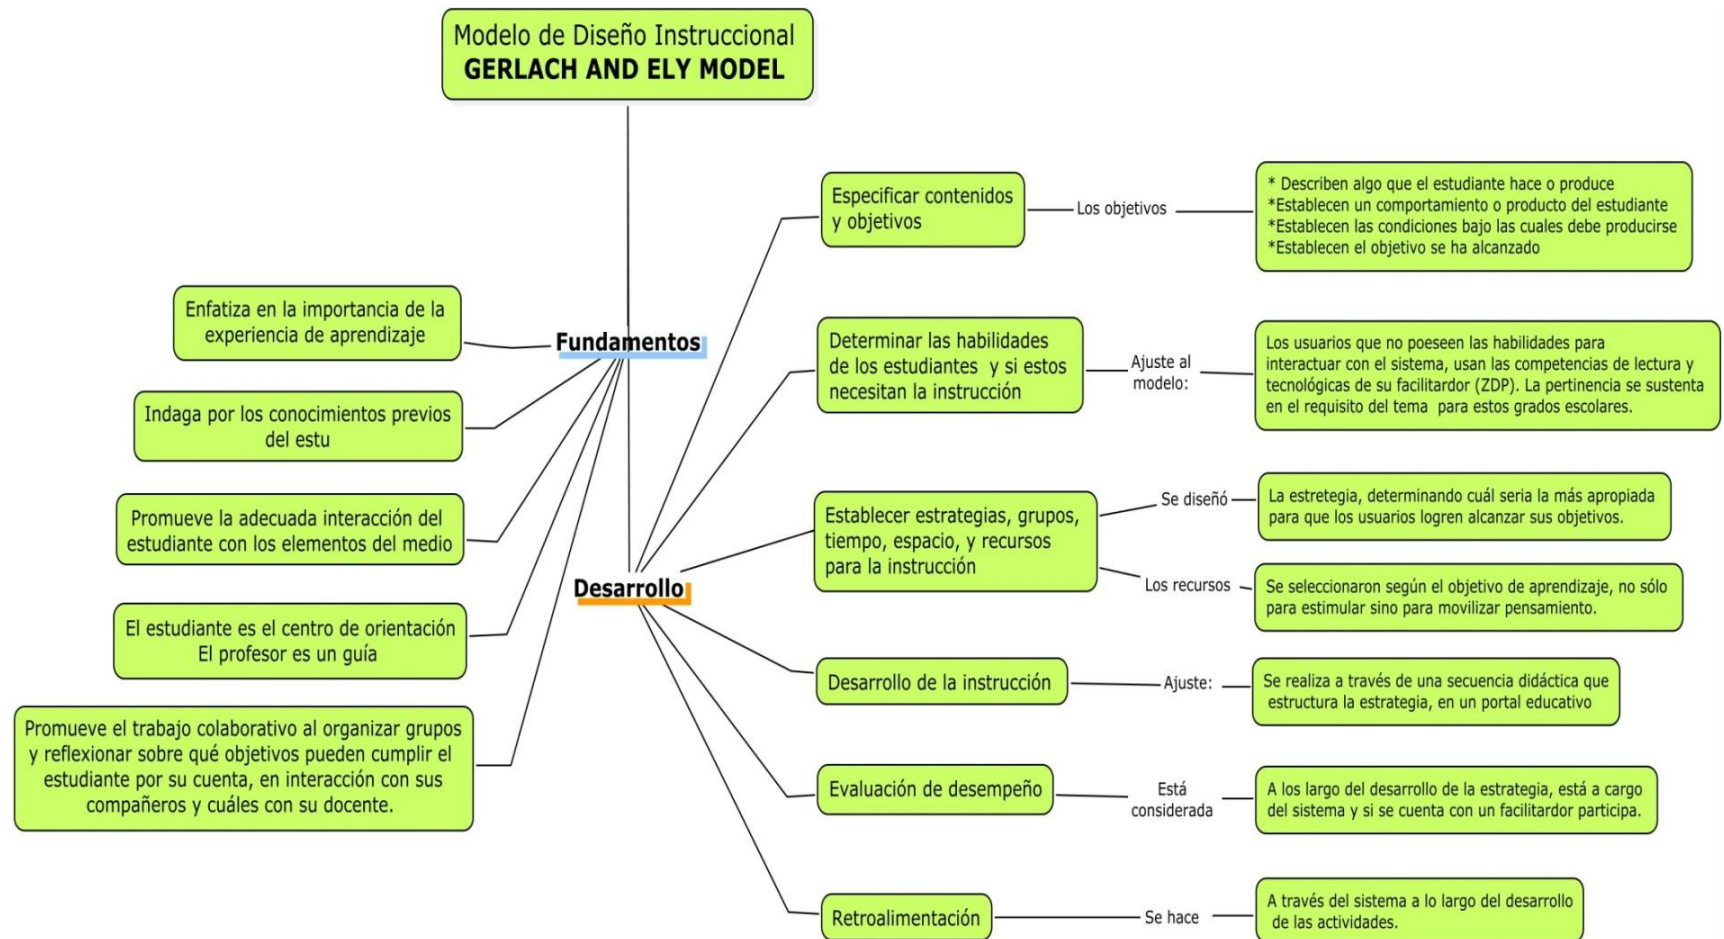 Modelo de Diseño Instruccional
GERLACH AND ELY MODEL
Fundamentos
Enfatiza en la importancia de la
experiencia de aprendizaje
Indaga por los conocimientos previos
del estu
Promueve la adecuada interacción del
estudiante con los elementos del medio
El estudiante es el centro de orientación
El profesor es un guía
Promueve el trabajo colaborativo al organizar grupos
y reflexionar sobre qué objetivos pueden cumplir el
estudiante por su cuenta, en interacción con sus
compañeros y cuáles con su docente.
Desarrollo
Especificar contenidos
y objetivos
Los objetivos
* Describen algo que el estudiante hace o produce
*Establecen un comportamiento o producto del estudiante
*Establecen las condiciones bajo las cuales debe producirse
*Establecen el objetivo se ha alcanzado
Determinar las habilidades
de los estudiantes y si estos
necesitan la instrucción
Ajuste al
modelo:
Los usuarios que no poeseen las habilidades para
interactuar con el sistema, usan las competencias de lectura y
tecnológicas de su facilitardor (ZDP). La pertinencia se sustenta
en el requisito del tema para estos grados escolares.
Establecer estrategias, grupos,
tiempo, espacio, y recursos
para la instrucción
Se diseñó
La estretegia, determinando cuál seria la más apropiada
para que los usuarios logren alcanzar sus objetivos.
Los recursos
Se seleccionaron según el objetivo de aprendizaje, no sólo
para estimular sino para movilizar pensamiento.
Desarrollo de la instrucción
Ajuste:
Se realiza a través de una secuencia didáctica que
estructura la estrategia, en un portal educativo
Evaluación de desempeño
Está
considerada
A los largo del desarrollo de la estrategia, está a cargo
del sistema y si se cuenta con un facilitardor participa.
Retroalimentación
Se hace
A través del sistema a lo largo del desarrollo
de las actividades.